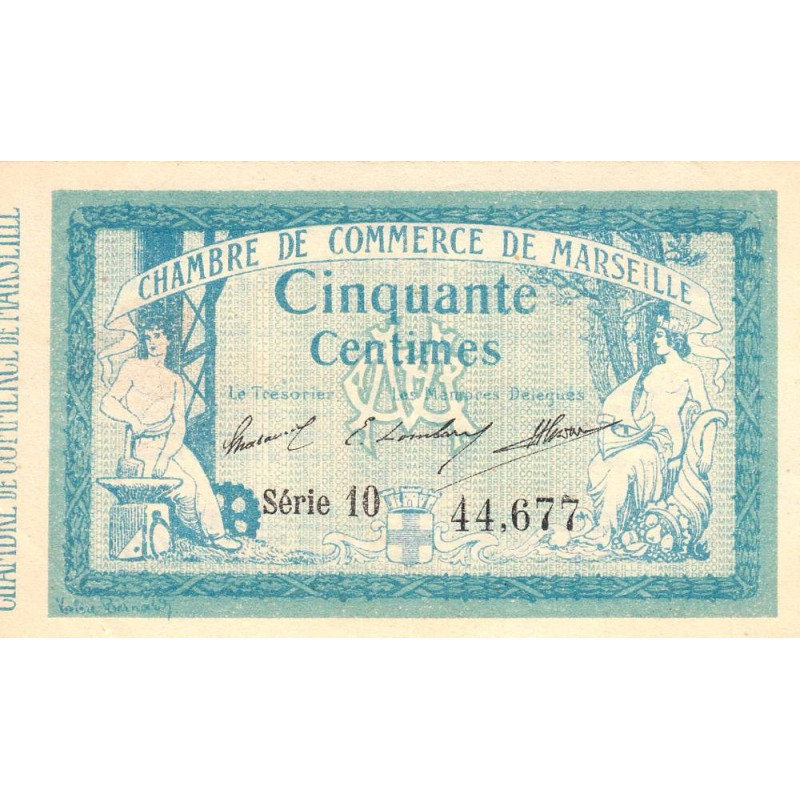 CHAMBRE DE COMMERCE DE MARSEILLE
CHAMBRE DE COMMERCE DE MARSEILLE
Cinquante
Centimes
Le Trésorier Les Membres Délégués
E. Lombard
Série 10 44,677